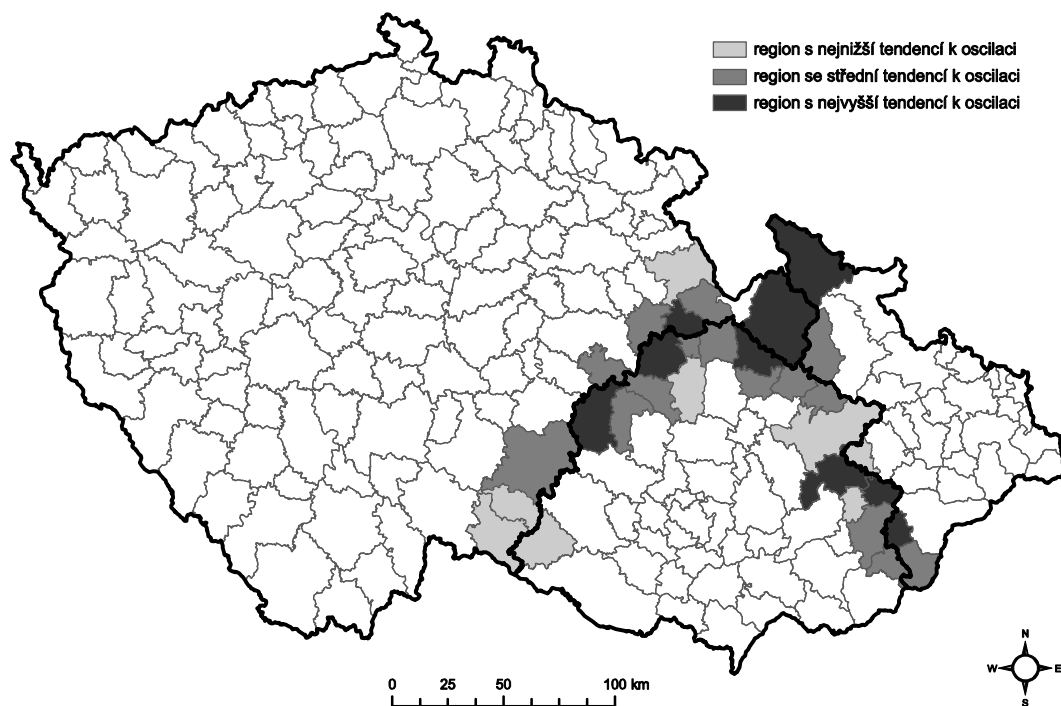 region s nejnižší tendencí k oscilaci
region se střední tendencí k oscilaci
region s nejvyšší tendencí k oscilaci
N
W E
S
0 25 50 100 km